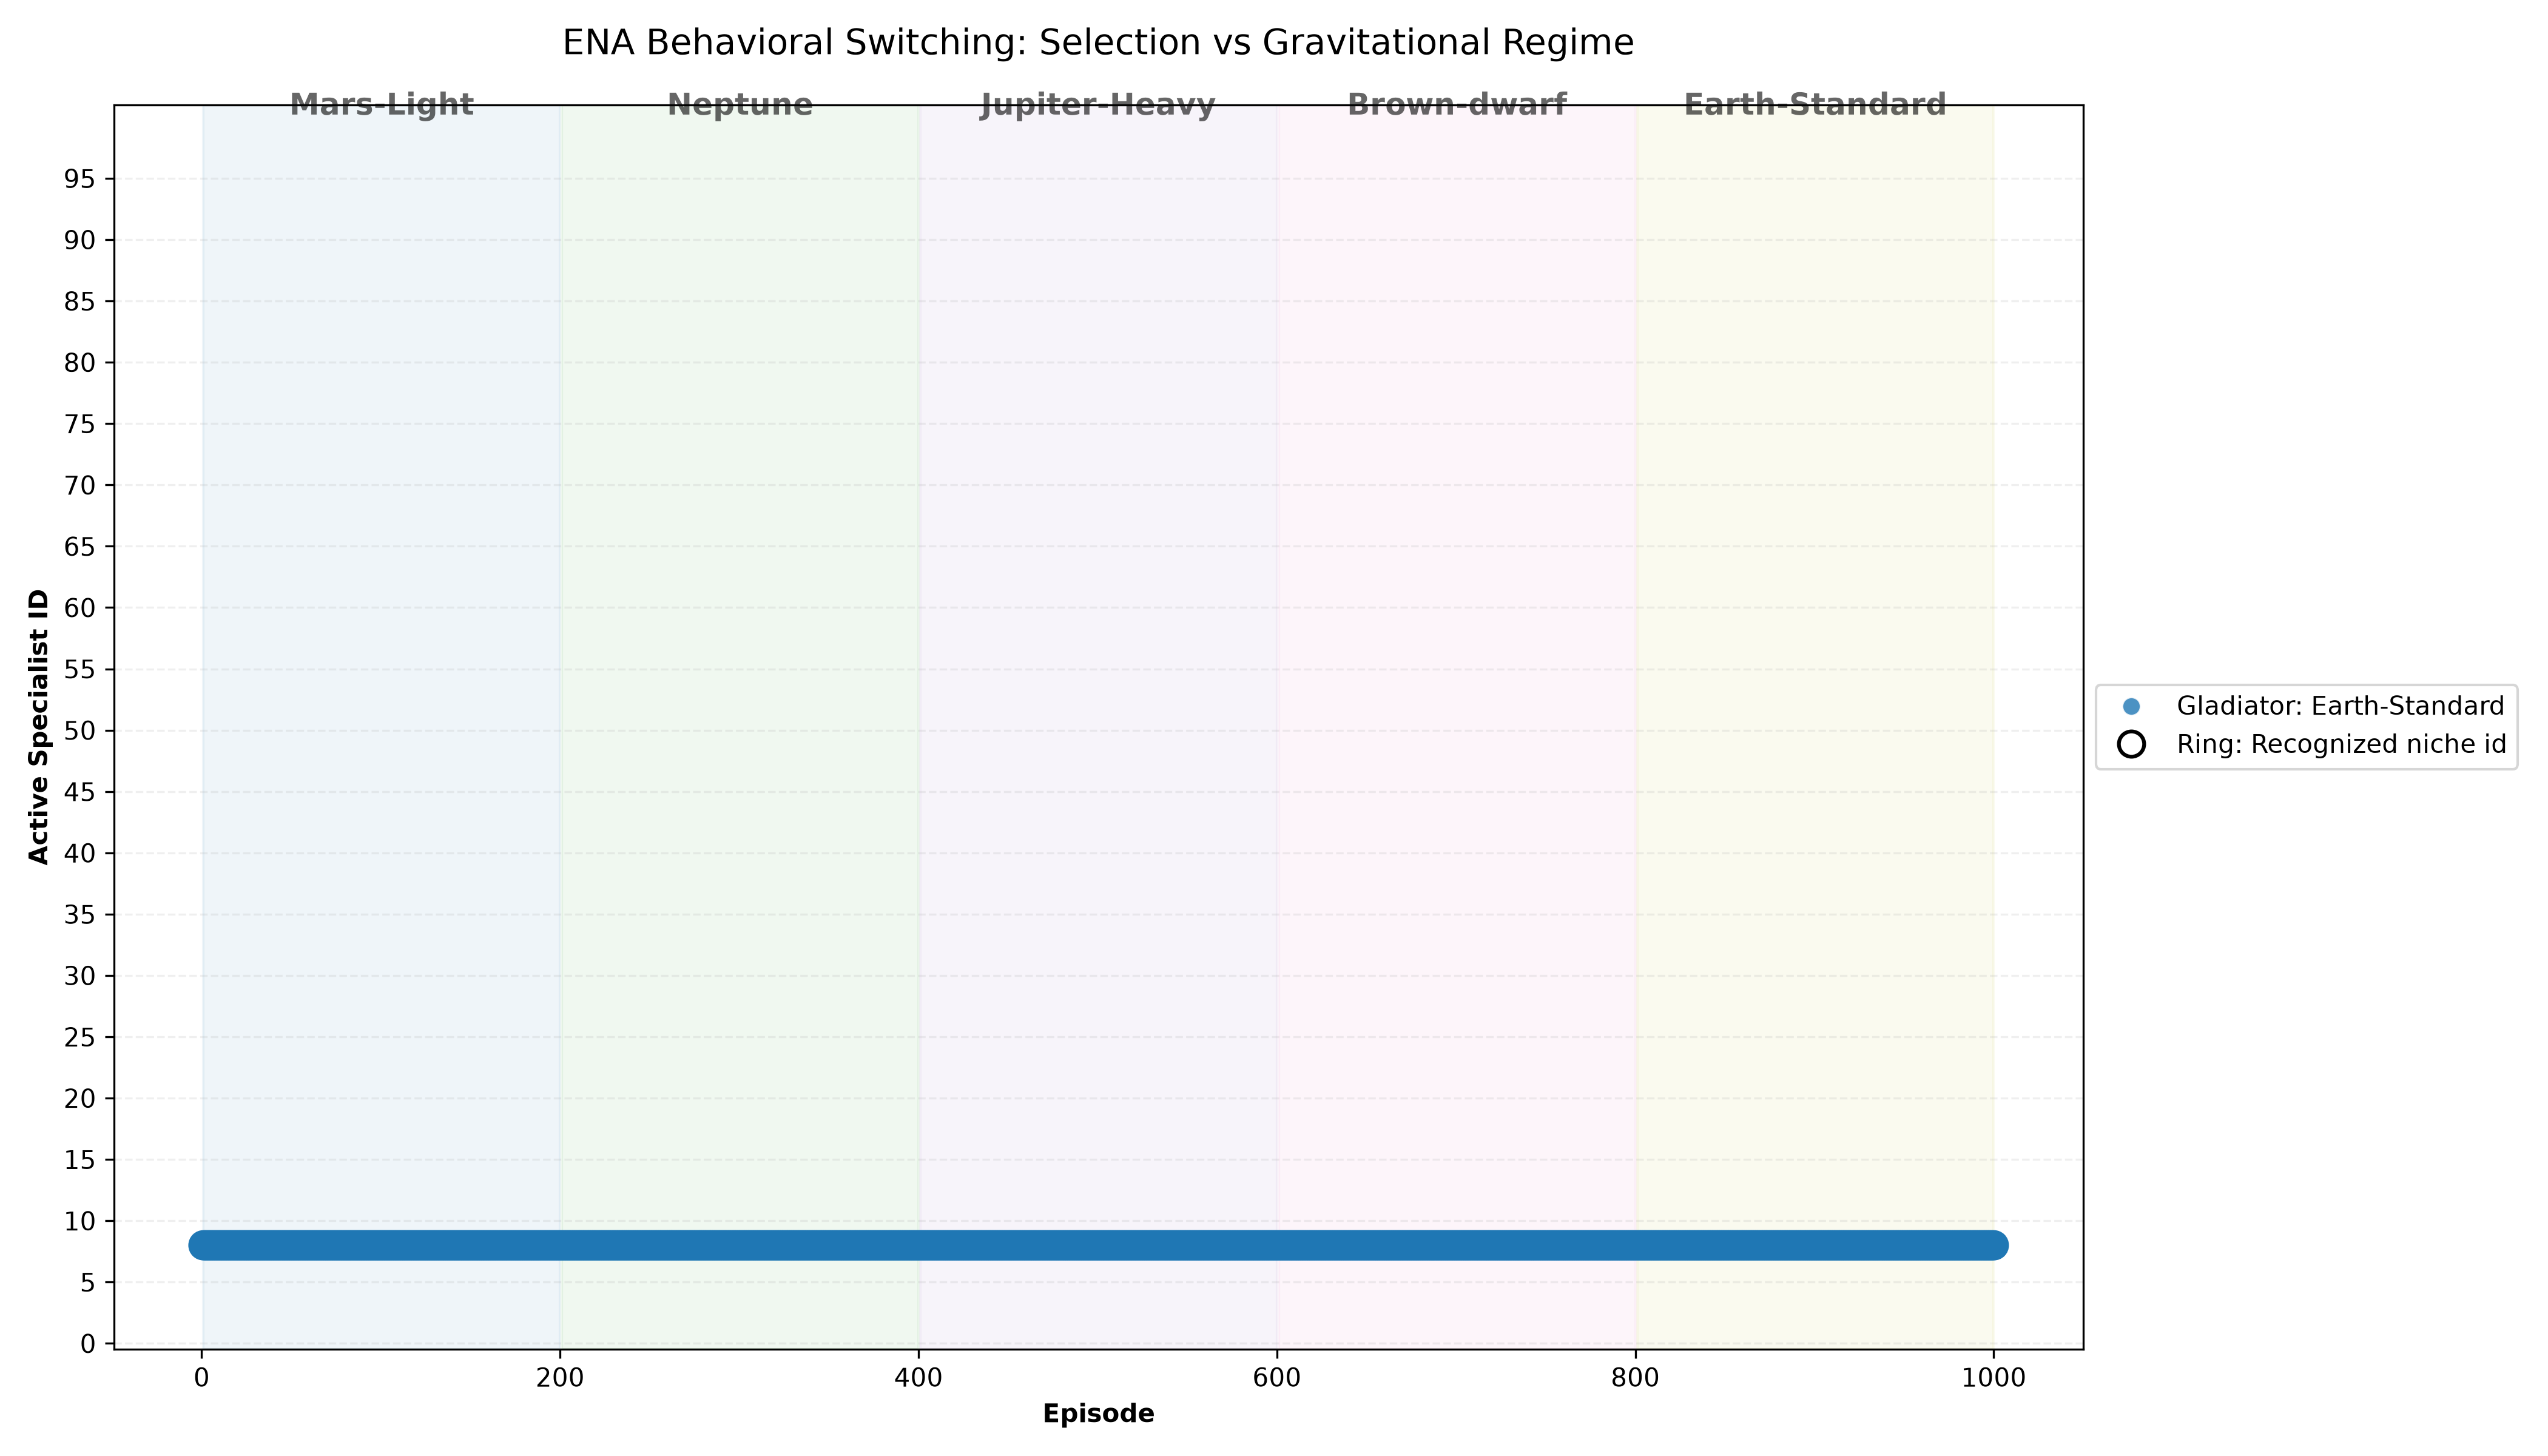 ENA Behavioral Switching: Selection vs Gravitational Regime
Mars-Light Neptune Jupiter-Heavy Brown-dwarf Earth-Standard
95
90
85
80
75
70
65
60
55
50
45
40
35
30
25
20
15
10
5
0
Active Specialist ID
0 200 400 600 800 1000
Episode
Gladiator: Earth-Standard
Ring: Recognized niche id